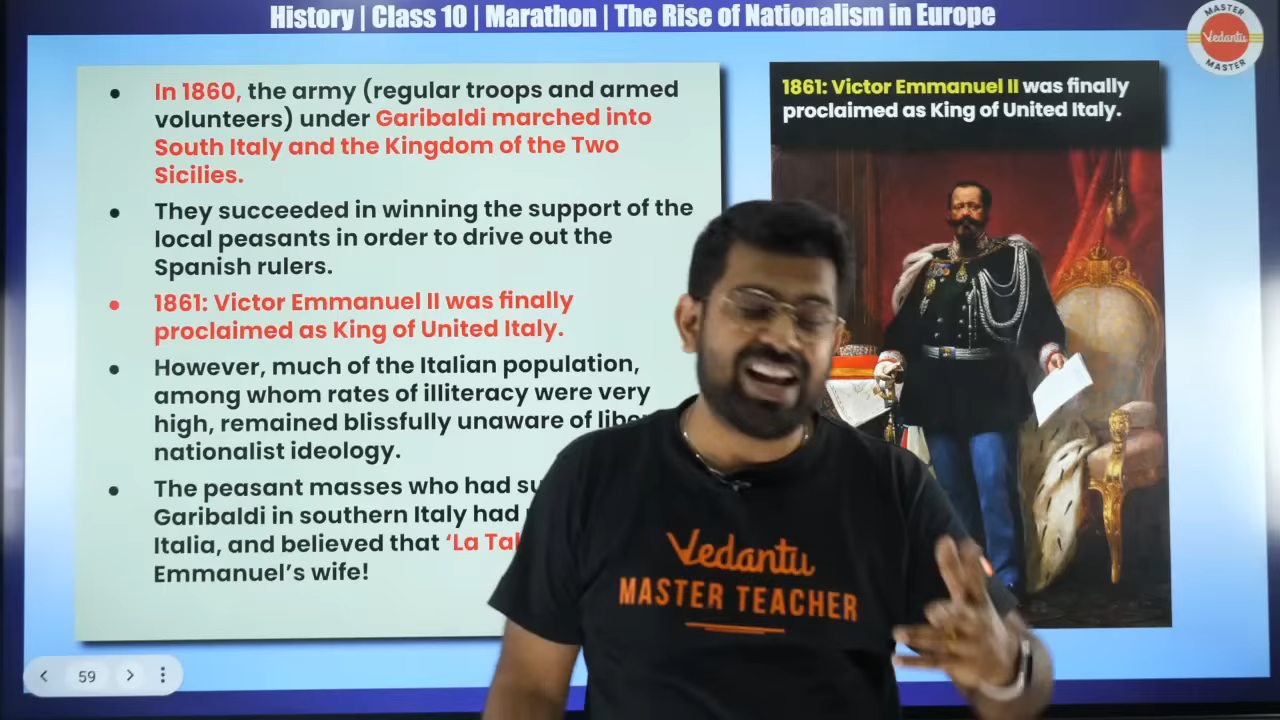 History | Class 10 | Marathon | The Rise of Nationalism in Europe
MASTER
Vedantu
MASTER
• In 1860, the army (regular troops and armed
volunteers) under Garibaldi marched into
South Italy and the Kingdom of the Two
Sicilies.
• They succeeded in winning the support of the
local peasants in order to drive out the
Spanish rulers.
• 1861: Victor Emmanuel II was finally
proclaimed as King of United Italy.
• However, much of the Italian population,
among whom rates of illiteracy were very
high, remained blissfully unaware of
nationalist ideology.
• The peasant masses who had
Garibaldi in southern Italy had
Italia, and believed that ‘La
Emmanuel’s wife!
1861: Victor Emmanuel II was finally
proclaimed as King of United Italy.
Vedantu
MASTER TEACHER
59